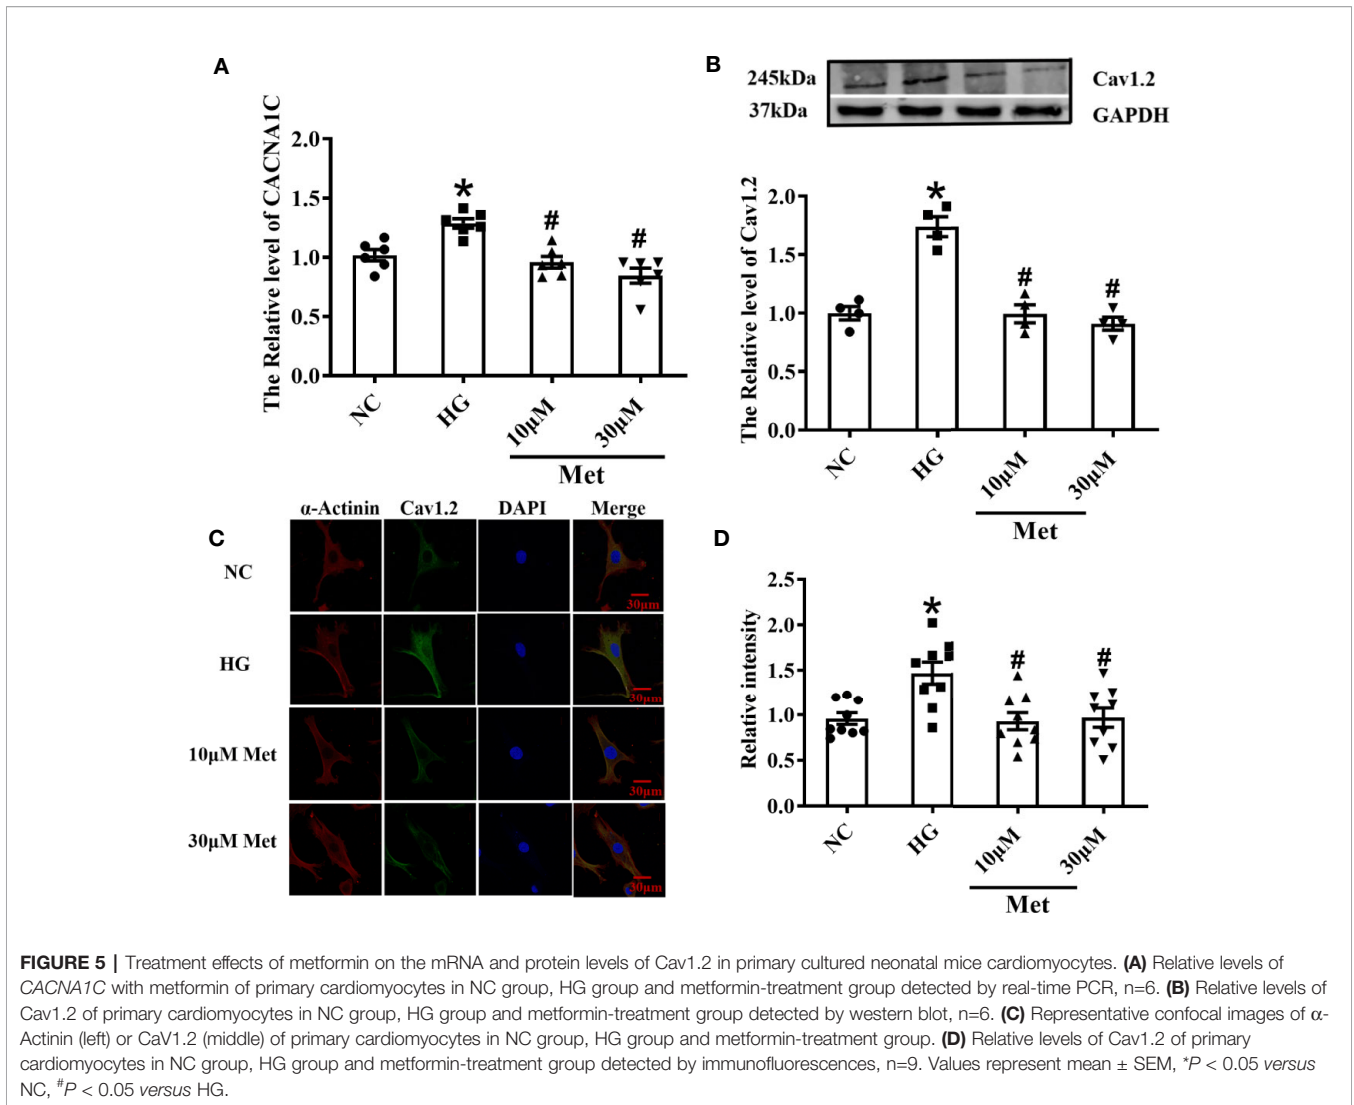 A
The Relative level of CACNA1C
2.0
1.5
1.0
0.5
0.0
*
#
#
NC
HG
10μM
30μM
Met
B
245kDa
Cav1.2
37kDa
GAPDH
The Relative level of Cav1.2
2.0
1.5
1.0
0.5
0.0
*
#
#
NC
HG
10μM
30μM
Met
C
α-Actinin Cav1.2 DAPI Merge
NC
30μm
HG
30μm
10μM Met
30μm
30μM Met
30μm
D
Relative intensity
2.5
2.0
1.5
1.0
0.5
0.0
*
#
#
NC
HG
10μM
30μM
Met
FIGURE 5 | Treatment effects of metformin on the mRNA and protein levels of Cav1.2 in primary cultured neonatal mice cardiomyocytes. (A) Relative levels of
CACNA1C with metformin of primary cardiomyocytes in NC group, HG group and metformin-treatment group detected by real-time PCR, n=6. (B) Relative levels of
Cav1.2 of primary cardiomyocytes in NC group, HG group and metformin-treatment group detected by western blot, n=6. (C) Representative confocal images of α-
Actinin (left) or CaV1.2 (middle) of primary cardiomyocytes in NC group, HG group and metformin-treatment group. (D) Relative levels of Cav1.2 of primary
cardiomyocytes in NC group, HG group and metformin-treatment group detected by immunofluorescences, n=9. Values represent mean ± SEM, *P < 0.05 versus
NC, #P < 0.05 versus HG.